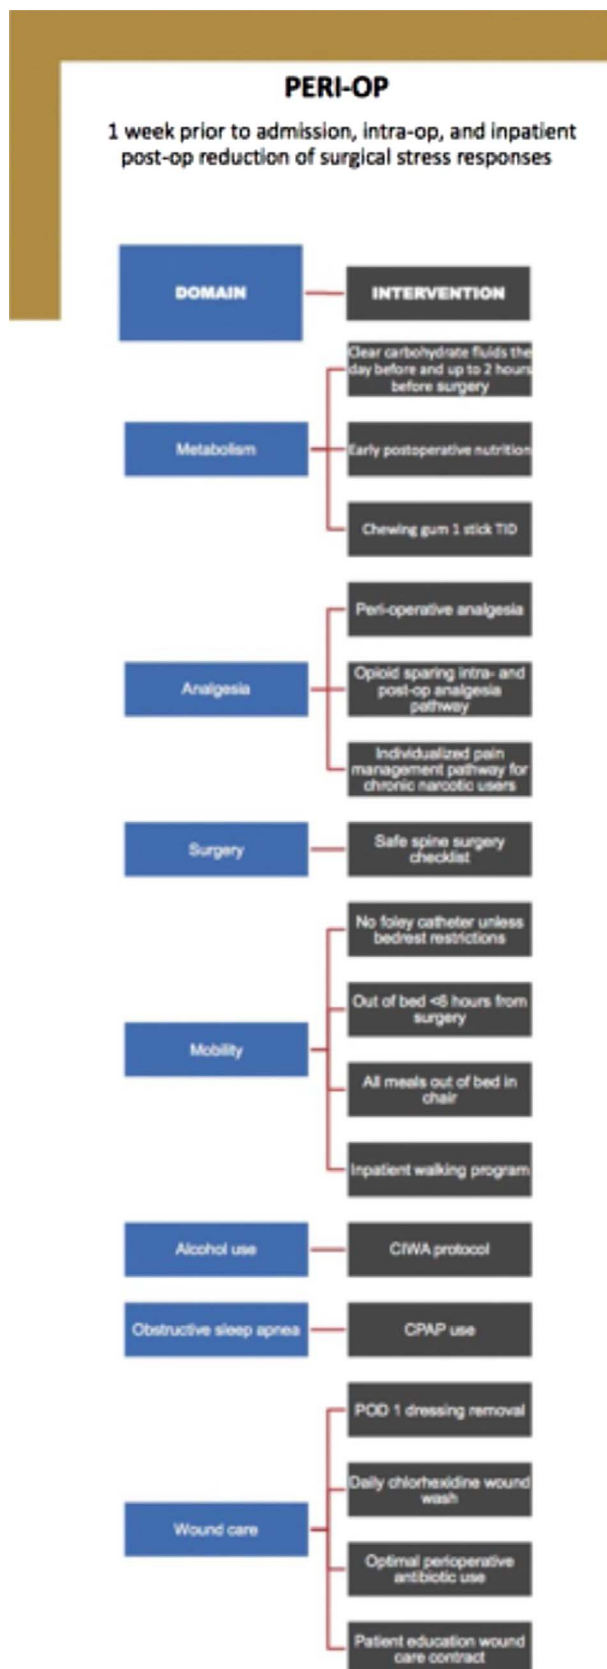 PERI-OP
1 week prior to admission, intra-op, and inpatient
post-op reduction of surgical stress responses
DOMAIN
INTERVENTION
Metabolism
Clear carbohydrate fluids the
day before and up to 2 hours
before surgery
Early postoperative nutrition
Chewing gum 1 stick TID
Analgesia
Peri-operative analgesia
Opioid sparing intra- and
post-op analgesia
pathway
Individualized pain
management pathway for
chronic narcotic users
Surgery
Safe spine surgery
checklist
Mobility
No foley catheter unless
bedrest restrictions
Out of bed <6 hours from
surgery
All meals out of bed in
chair
Inpatient walking program
Alcohol use
CIWA protocol
Obstructive sleep apnea
CPAP use
Wound care
POD 1 dressing removal
Daily chlorhexidine wound
wash
Optimal perioperative
antibiotic use
Patient education wound
care contract